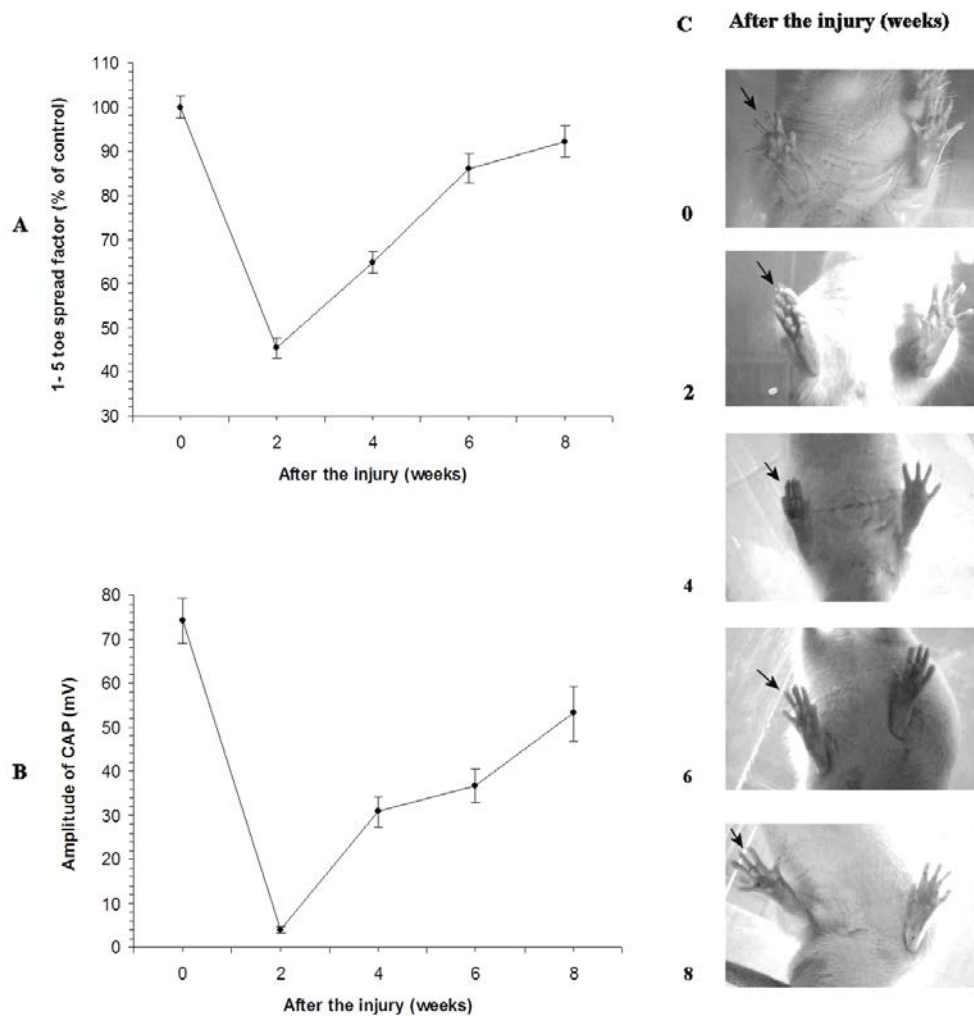 C After the injury (weeks)
A
1- 5 toe spread factor (% of control)
110
100
90
80
70
60
50
40
30
0 2 4 6 8
After the injury (weeks)
B
Amplitude of CAP (mV)
80
70
60
50
40
30
20
10
0
0 2 4 6 8
After the injury (weeks)
0
2
4
6
8